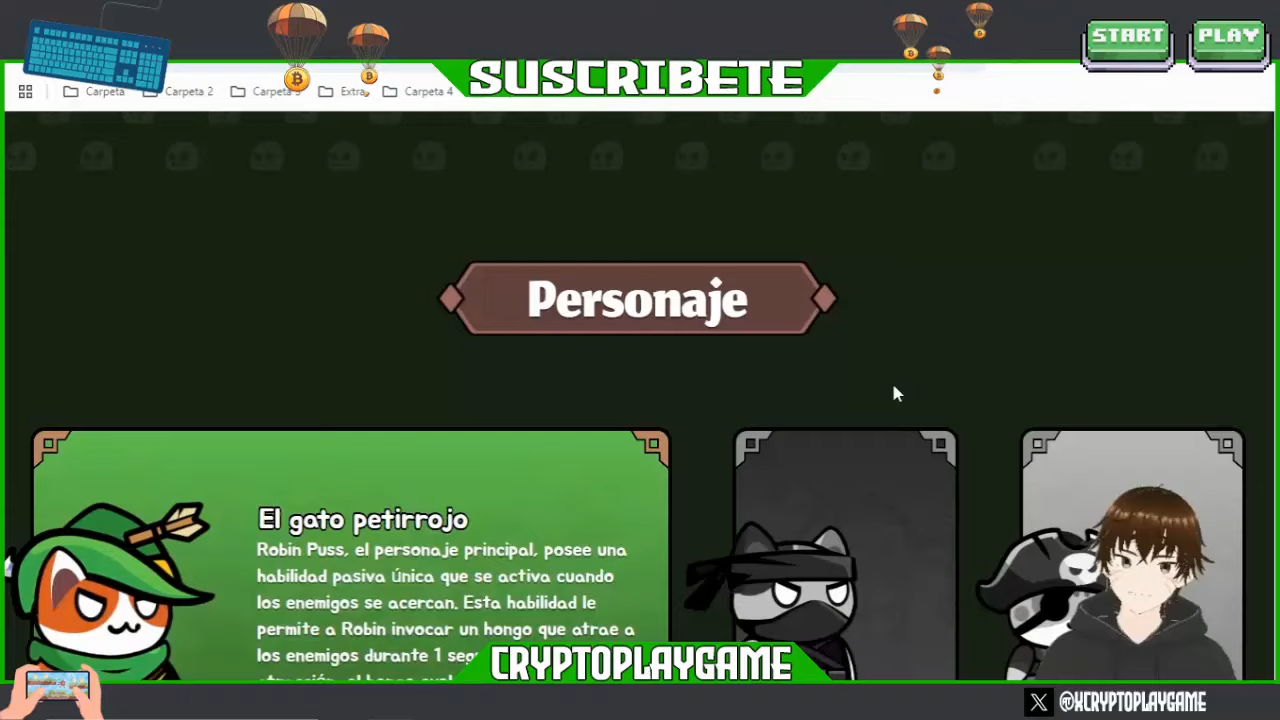 START
PLAY
SUSCRIBETE
Carpeta
Carpeta 2
Carpeta 3
Extra
Carpeta 4
Personaje
El gato petirrojo
Robin Puss, el personaje principal, posee una
habilidad pasiva única que se activa cuando
los enemigos se acercan. Esta habilidad le
permite a Robin invocar un hongo que atrae a
los enemigos durante 1
CRYPTOPLAYGAME
X @XCRYPTOPLAYGAME